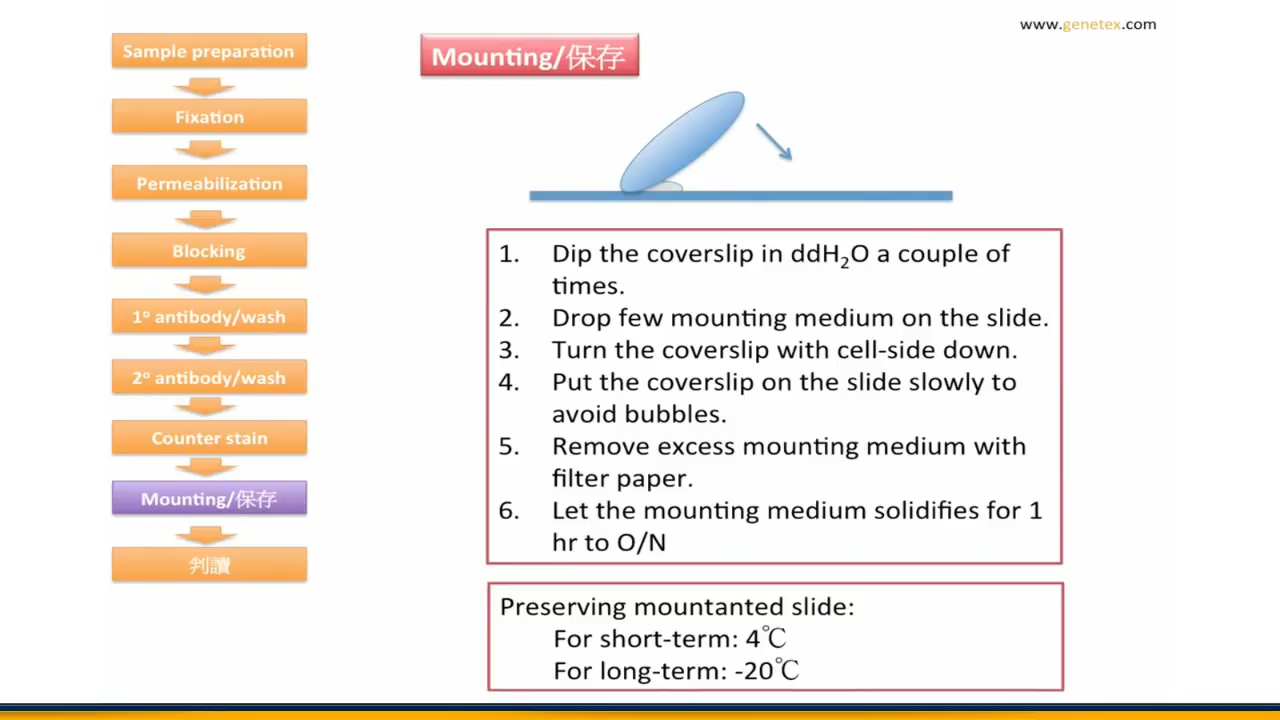 www.genetex.com
Sample preparation
Fixation
Permeabilization
Blocking
1° antibody/wash
2° antibody/wash
Counter stain
Mounting/保存
判讀
Mounting/保存
1. Dip the coverslip in ddH₂O a couple of
times.
2. Drop few mounting medium on the slide.
3. Turn the coverslip with cell-side down.
4. Put the coverslip on the slide slowly to
avoid bubbles.
5. Remove excess mounting medium with
filter paper.
6. Let the mounting medium solidifies for 1
hr to O/N
Preserving mountanted slide:
For short-term: 4℃
For long-term: -20℃